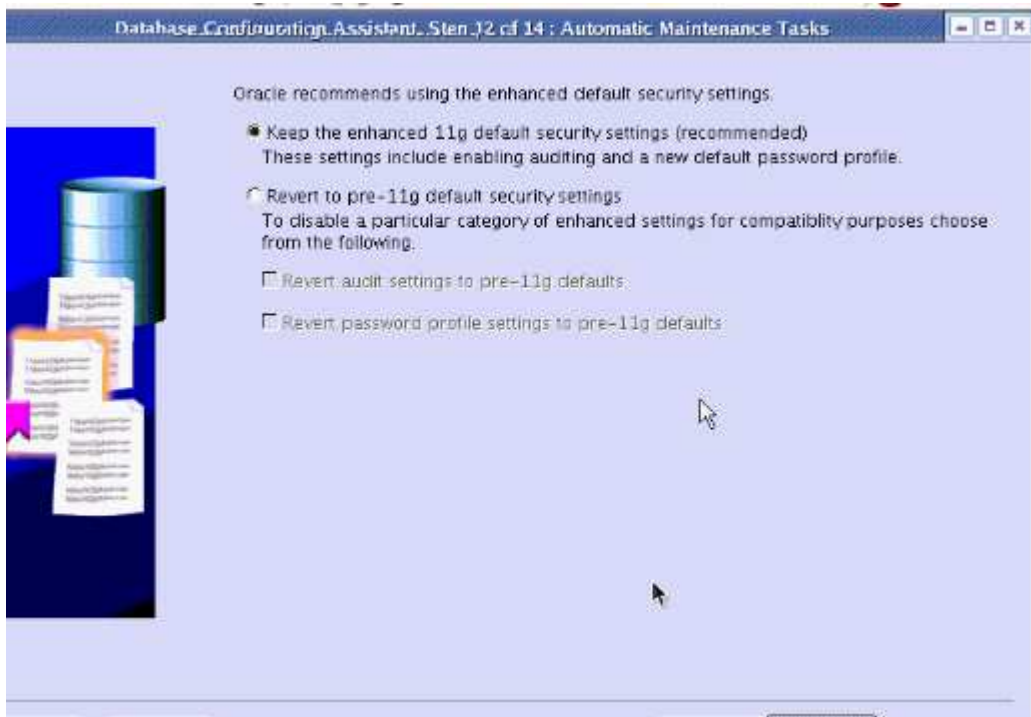 Database Configuration Assistant, Step 12 of 14 : Automatic Maintenance Tasks
Oracle recommends using the enhanced default security settings.
Keep the enhanced 11g default security settings (recommended)
These settings include enabling auditing and a new default password profile.
Revert to pre-11g default security settings
To disable a particular category of enhanced settings for compatiblity purposes choose
from the following.
Revert audit settings to pre-11g defaults
Revert password profile settings to pre-11g defaults